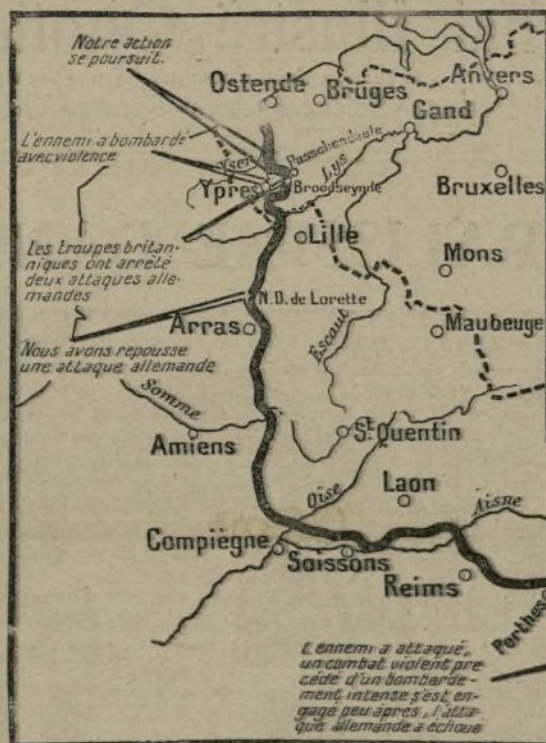 Notre action
se poursuit.
Ostende
Brüges
Anvers
Gand
L'ennemi a bombardé
avec violence
Yser
Passchendaele
Lys
Ypres
Broodseynde
Bruxelles
Lille
Les troupes britan-
niques ont arrêté
deux attaques alle-
mandes
Mons
N.D. de Lorette
Arras
Escaut
Maubeuge
Nous avons repoussé
une attaque allemande
Somme
Amiens
St Quentin
Oise
Laon
Aisne
Compiègne
Soissons
Reims
Perthes
L'ennemi a attaqué,
un combat violent pré
cédé d'un bombarde-
ment intense s'est en-
gagé peu après, l'atta-
que allemande a échoué